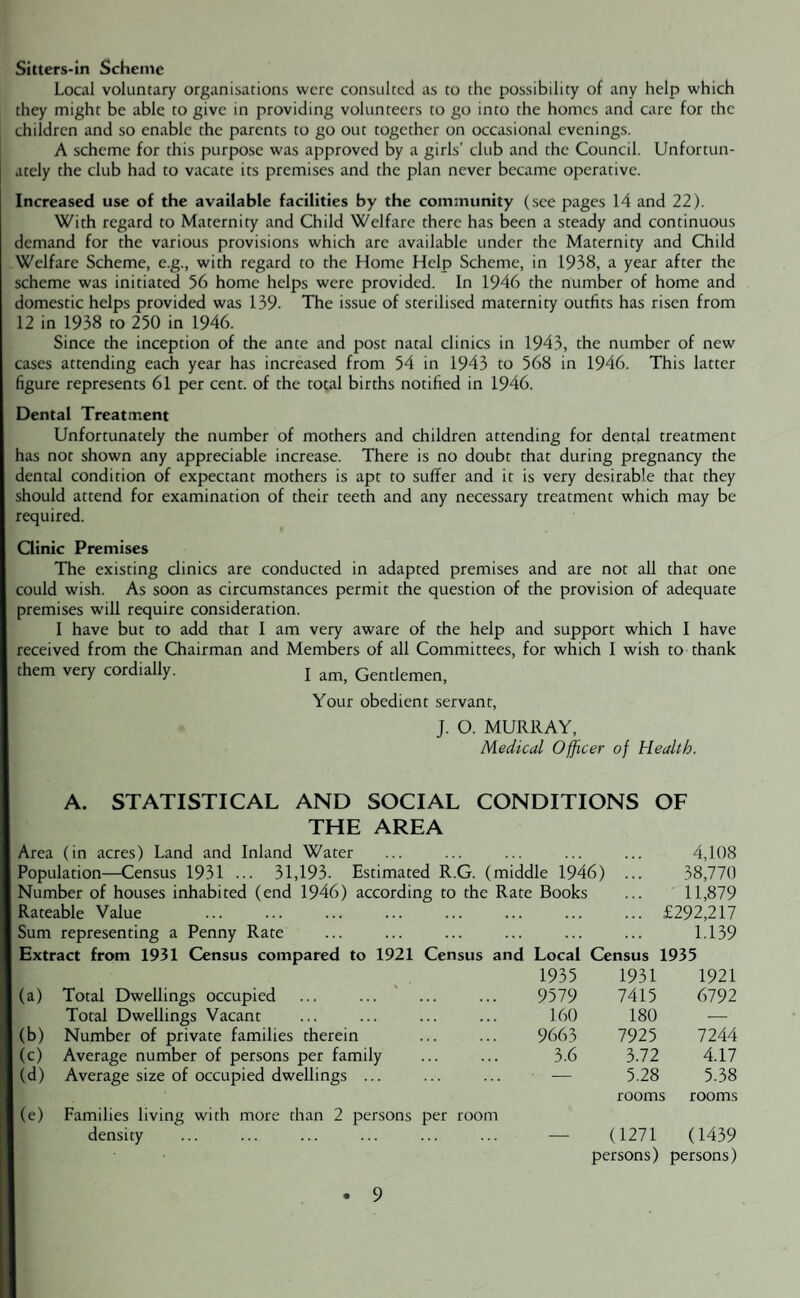 Sitters-in Scheme
Local voluntary organisations were consulted as to the possibility of any help which
they might be able to give in providing volunteers to go into the homes and care for the
children and so enable the parents to go out together on occasional evenings.
A scheme for this purpose was approved by a girls' club and the Council. Unfortun-
ately the club had to vacate its premises and the plan never became operative.
Increased use of the available facilities by the community (see pages 14 and 22).
With regard to Maternity and Child Welfare there has been a steady and continuous
demand for the various provisions which are available under the Maternity and Child
Welfare Scheme, e.g., with regard to the Home Help Scheme, in 1938, a year after the
scheme was initiated 56 home helps were provided. In 1946 the number of home and
domestic helps provided was 139. The issue of sterilised maternity outfits has risen from
12 in 1938 to 250 in 1946.
Since the inception of the ante and post natal clinics in 1943, the number of new
cases attending each year has increased from 54 in 1943 to 568 in 1946. This latter
figure represents 61 per cent. of the total births notified in 1946.
Dental Treatment
Unfortunately the number of mothers and children attending for dental treatment
has not shown any appreciable increase. There is no doubt that during pregnancy the
dental condition of expectant mothers is apt to suffer and it is very desirable that they
should attend for examination of their teeth and any necessary treatment which may be
required.
Clinic Premises
The existing clinics are conducted in adapted premises and are not all that one
could wish. As soon as circumstances permit the question of the provision of adequate
premises will require consideration.
I have but to add that I am very aware of the help and support which I have
received from the Chairman and Members of all Committees, for which I wish to thank
them very cordially.
I am, Gentlemen,
Your obedient servant,
J. O. MURRAY,
Medical Officer of Health.
A. STATISTICAL AND SOCIAL CONDITIONS OF
THE AREA
Area (in acres) Land and Inland Water ... ... ... ... ... 4,108
Population—Census 1931 ... 31,193. Estimated R.G. (middle 1946) ... 38,770
Number of houses inhabited (end 1946) according to the Rate Books ... 11,879
Rateable Value ... ... ... ... ... ... ... ... £292,217
Sum representing a Penny Rate ... ... ... ... ... ... 1.139
Extract from 1931 Census compared to 1921 Census and Local Census 1935
1935 1931 1921
(a) Total Dwellings occupied ... ... ... ... 9579 7415 6792
Total Dwellings Vacant ... ... ... ... 160 180 —
(b) Number of private families therein ... ... 9663 7925 7244
(c) Average number of persons per family ... ... 3.6 3.72 4.17
(d) Average size of occupied dwellings ... ... ... — 5.28 5.38
rooms rooms
(e) Families living with more than 2 persons per room
density ... ... ... ... ... ... — (1271 (1439
persons) persons)
9